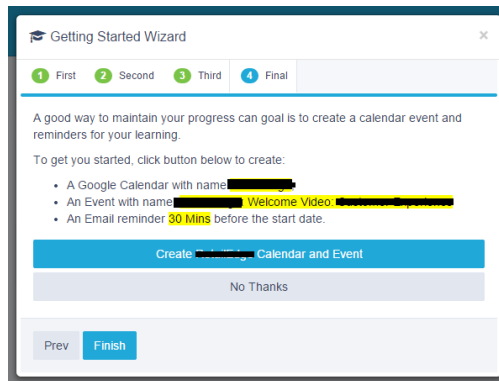 Getting Started Wizard ×
1 First 2 Second 3 Third 4 Final
A good way to maintain your progress can goal is to create a calendar event and
reminders for your learning.
To get you started, click button below to create:
• A Google Calendar with name
• An Event with name Welcome Video:
• An Email reminder 30 Mins before the start date.
Create Calendar and Event
No Thanks
Prev Finish